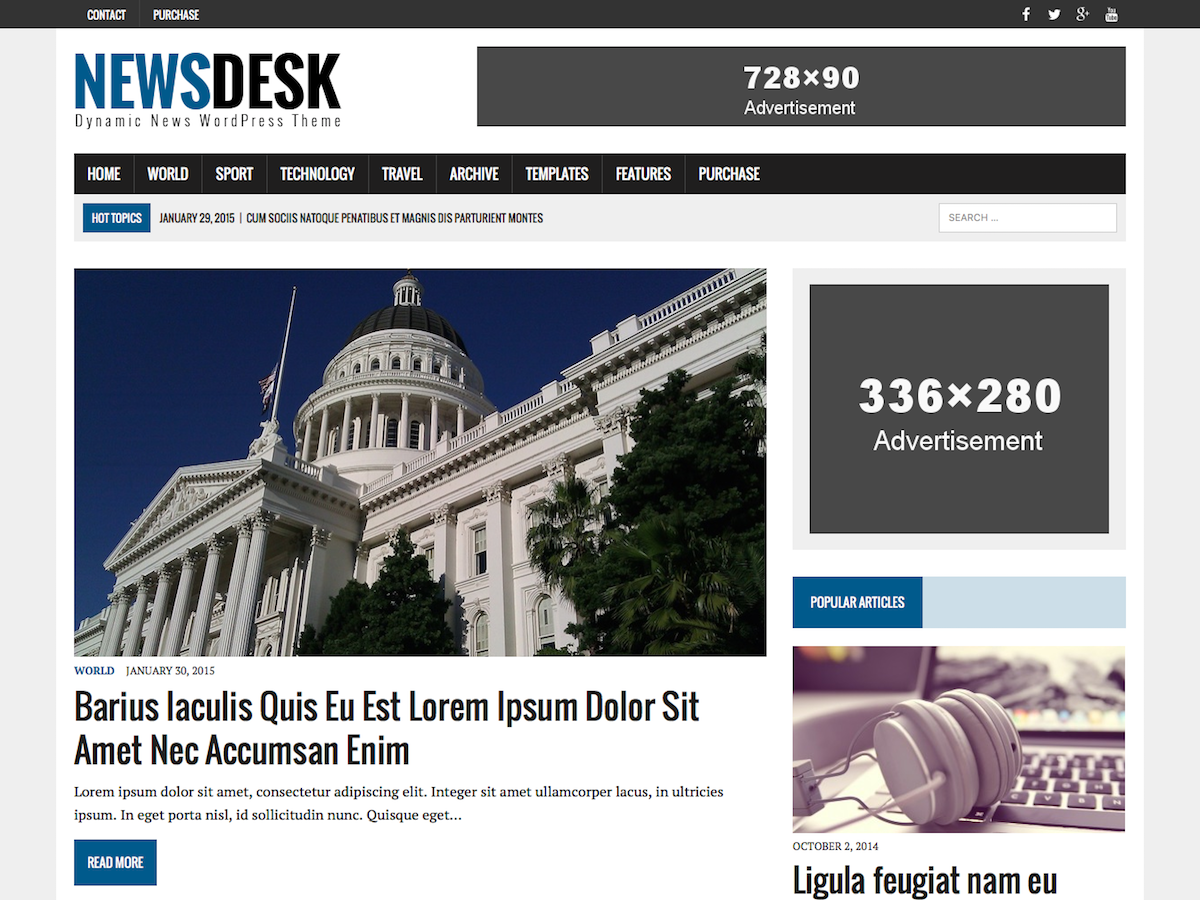 CONTACT PURCHASE
NEWSDESK
Dynamic News WordPress Theme
728×90
Advertisement
HOME WORLD SPORT TECHNOLOGY TRAVEL ARCHIVE TEMPLATES FEATURES PURCHASE
HOT TOPICS JANUARY 29, 2015 | CUM SOCIIS NATOQUE PENATIBUS ET MAGNIS DIS PARTURIENT MONTES SEARCH ...
336×280
Advertisement
WORLD JANUARY 30, 2015
Barius Iaculis Quis Eu Est Lorem Ipsum Dolor Sit
Amet Nec Accumsan Enim
Lorem ipsum dolor sit amet, consectetur adipiscing elit. Integer sit amet ullamcorper lacus, in ultricies
ipsum. In eget porta nisl, id sollicitudin nunc. Quisque eget...
READ MORE
POPULAR ARTICLES
OCTOBER 2, 2014
Ligula feugiat nam eu